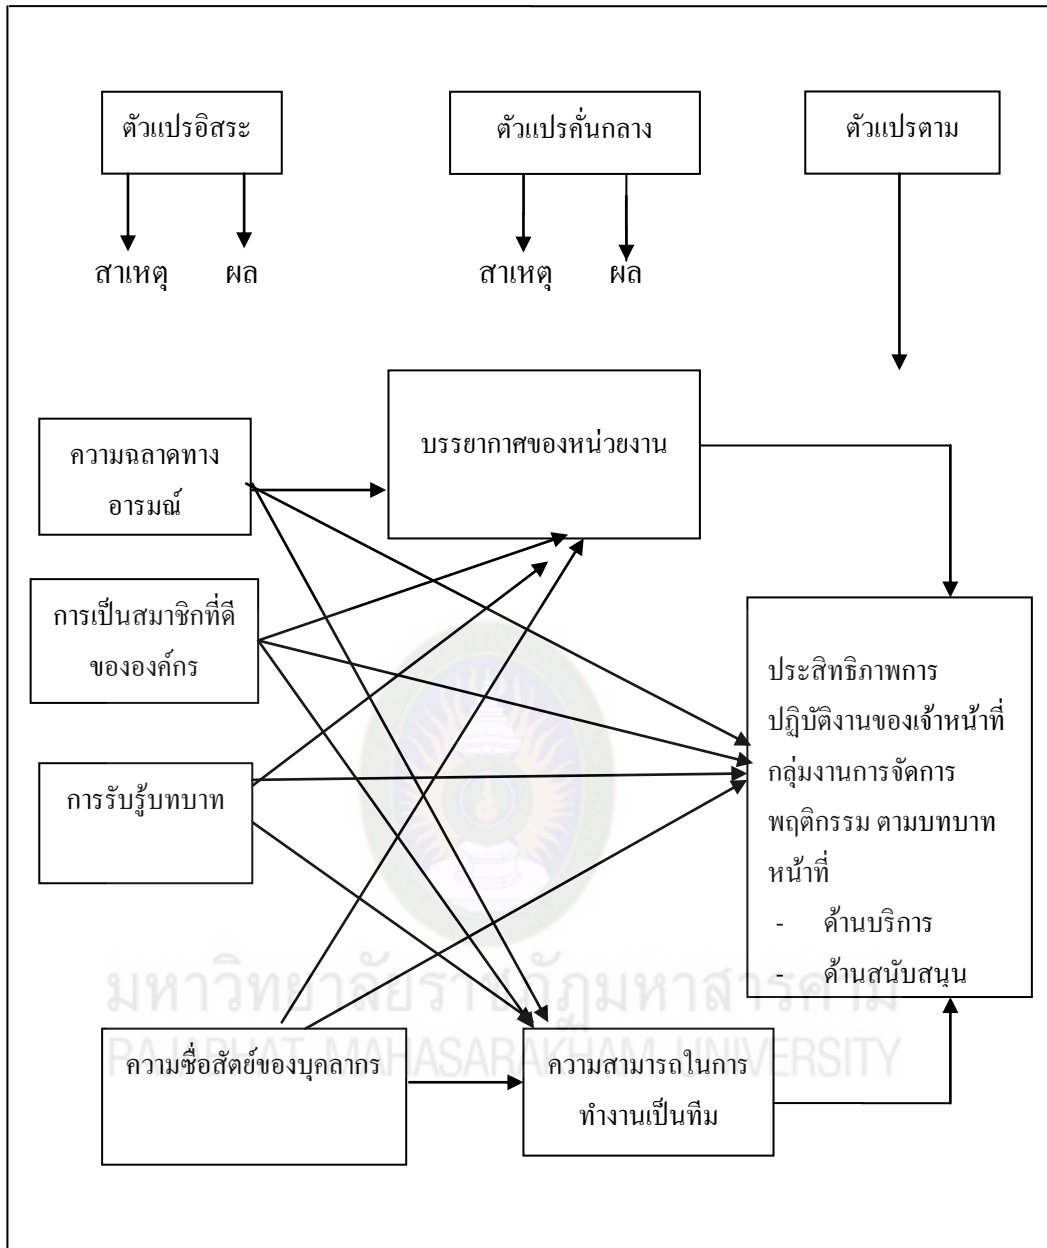 ตัวแปรอิสระ
ตัวแปรคั่นกลาง
ตัวแปรตาม
สาเหตุ
ผล
สาเหตุ
ผล
ความฉลาดทาง
อารมณ์
บรรยากาศของหน่วยงาน
การเป็นสมาชิกที่ดี
ขององค์กร
การรับรู้บทบาท
ประสิทธิภาพการ
ปฏิบัติงานของเจ้าหน้าที่
กลุ่มงานการจัดการ
พฤติกรรม ตามบทบาท
หน้าที่
- ด้านบริการ
- ด้านสนับสนุน
มหาวิทยาลัยราชภัฏมหาสารคาม
RAJABHAT MAHASARAKHAM UNIVERSITY
ความซื่อสัตย์ของบุคลากร
ความสามารถในการ
ทำงานเป็นทีม